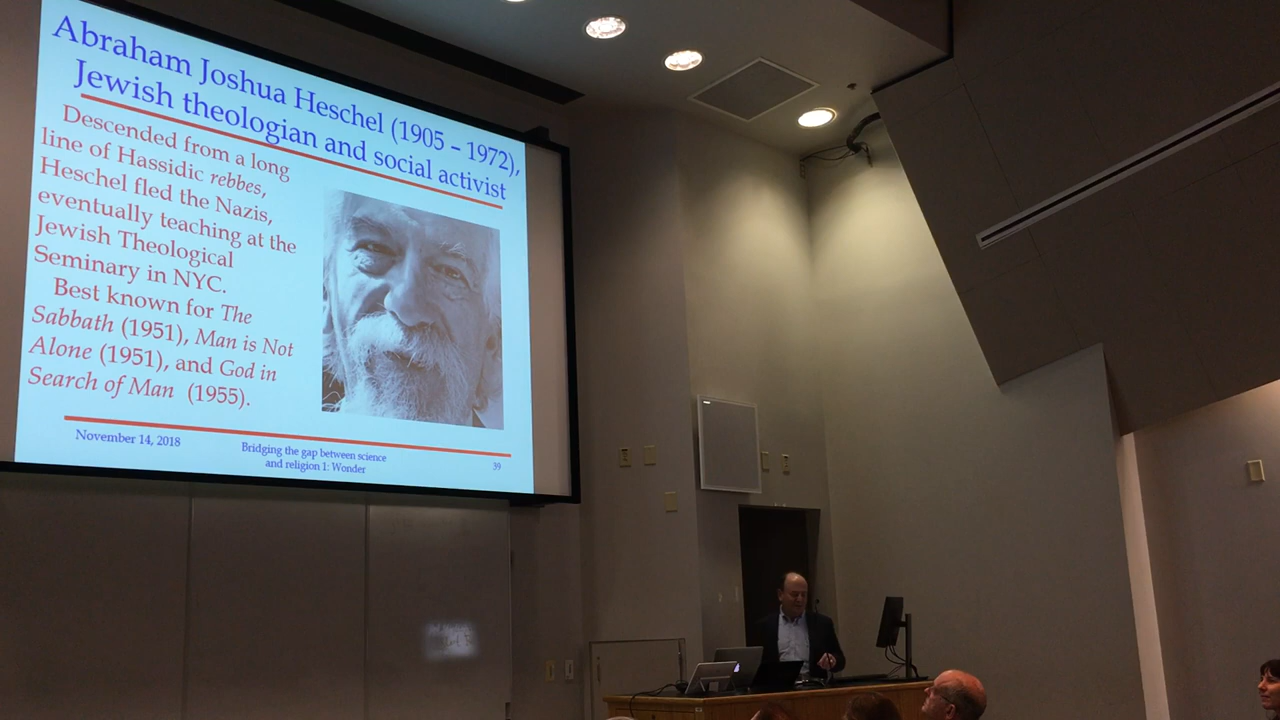 Abraham Joshua Heschel (1905 – 1972),
Jewish theologian and social activist
Descended from a long
line of Hassidic rebbes,
Heschel fled the Nazis,
eventually teaching at the
Jewish Theological
Seminary in NYC.
Best known for The
Sabbath (1951), Man is Not
Alone (1951), and God in
Search of Man (1955).
November 14, 2018
Bridging the gap between science
and religion 1: Wonder
39